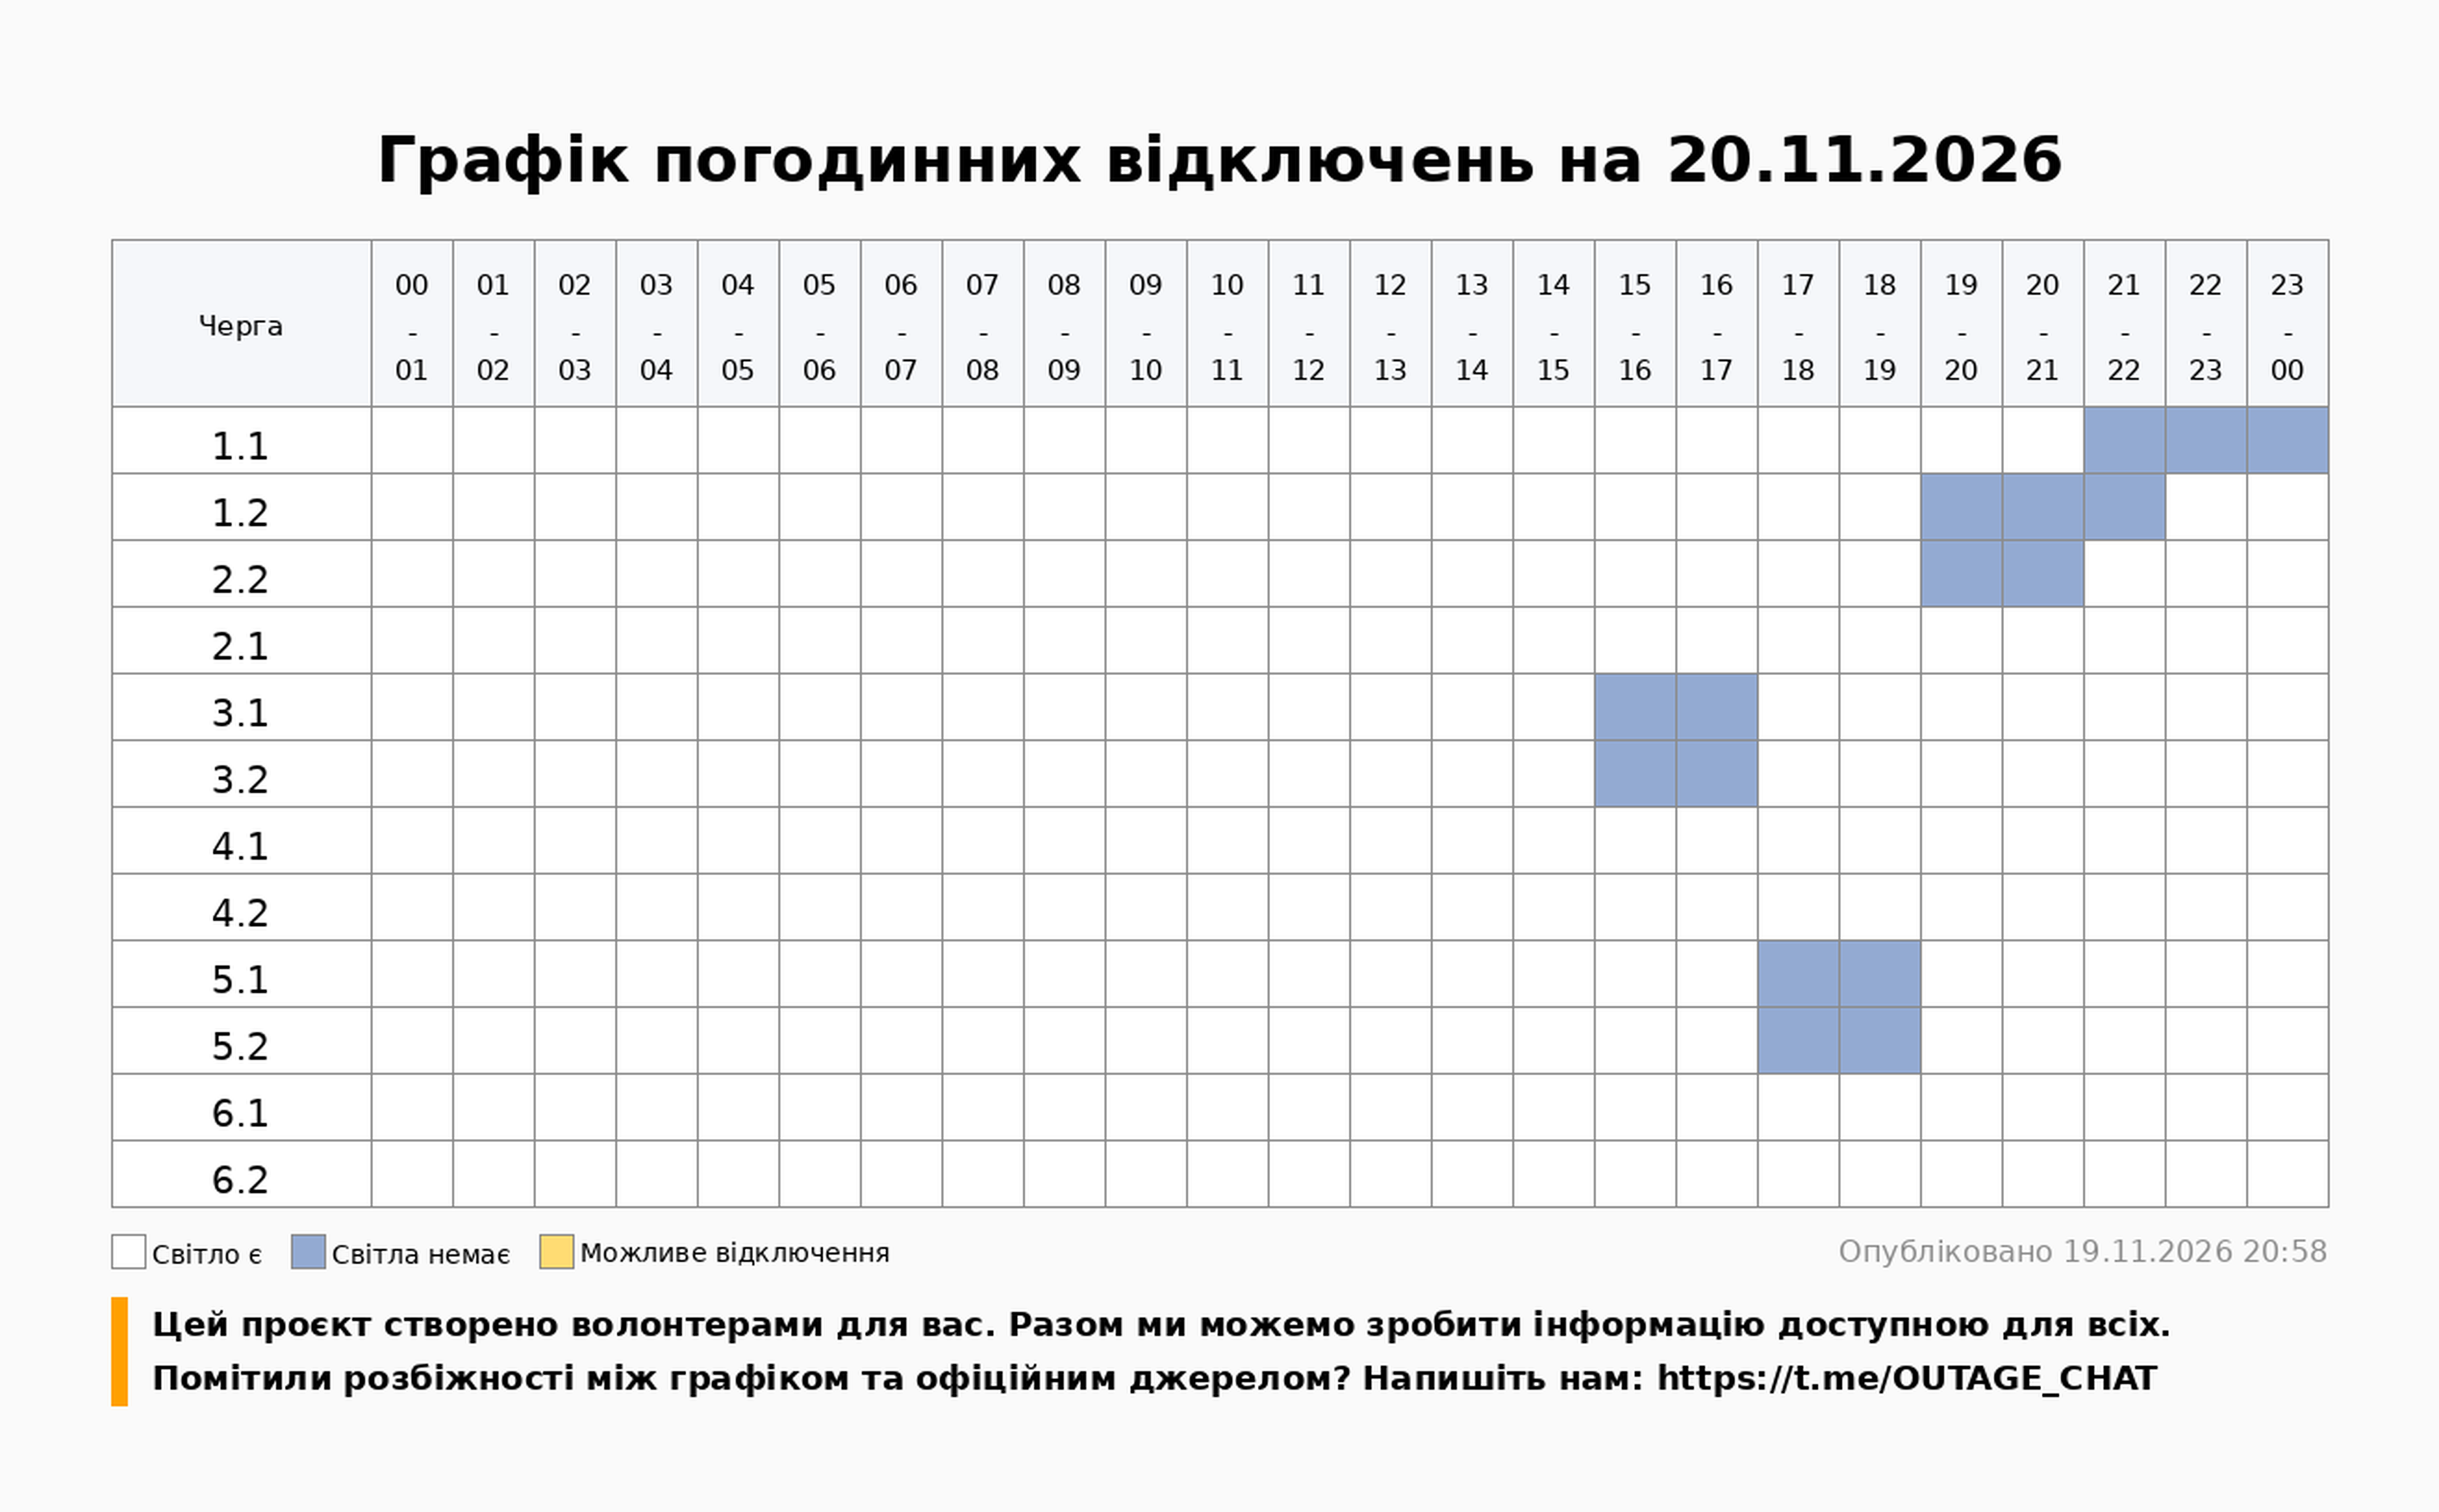 Графік погодинних відключень на 20.11.2026
Черга 00 - 01 01 - 02 02 - 03 03 - 04 04 - 05 05 - 06 06 - 07 07 - 08 08 - 09 09 - 10 10 - 11 11 - 12 12 - 13 13 - 14 14 - 15 15 - 16 16 - 17 17 - 18 18 - 19 19 - 20 20 - 21 21 - 22 22 - 23 23 - 00
1.1
1.2
2.2
2.1
3.1
3.2
4.1
4.2
5.1
5.2
6.1
6.2
Світло є Світла немає Можливе відключення Опубліковано 19.11.2026 20:58
Цей проєкт створено волонтерами для вас. Разом ми можемо зробити інформацію доступною для всіх.
Помітили розбіжності між графіком та офіційним джерелом? Напишіть нам: https://t.me/OUTAGE_CHAT